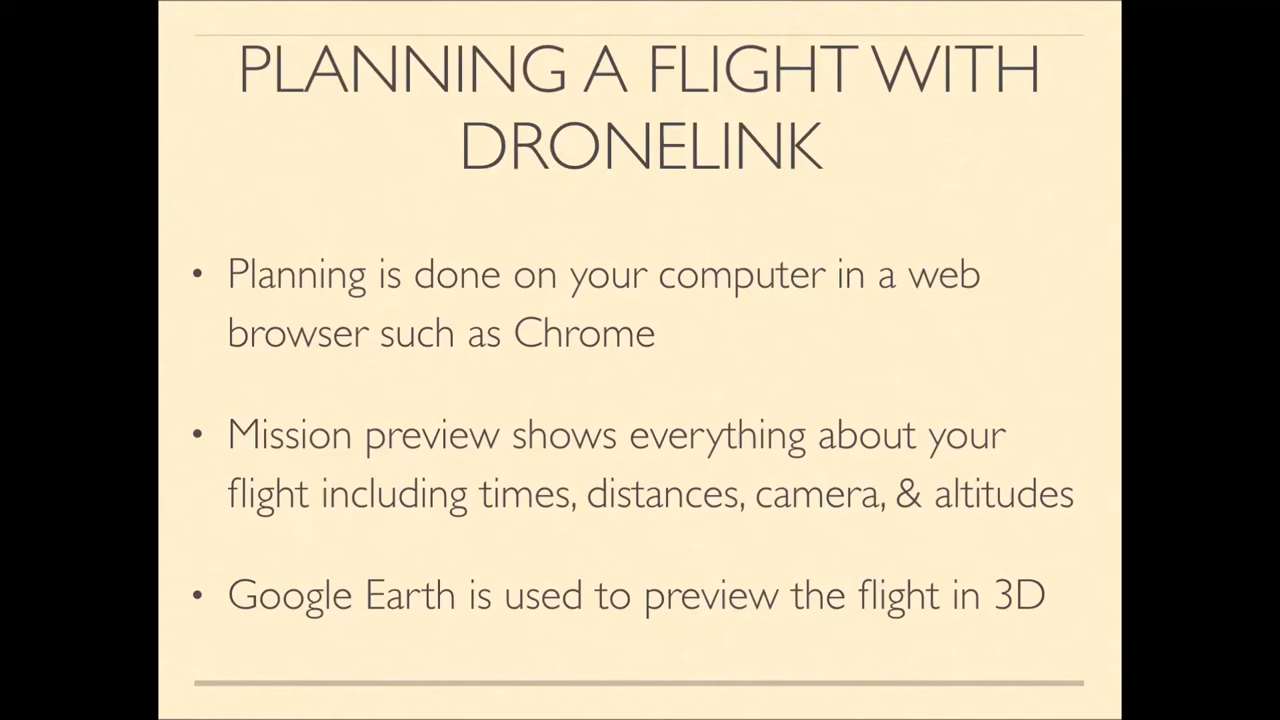 PLANNING A FLIGHT WITH
DRONELINK
• Planning is done on your computer in a web
browser such as Chrome
• Mission preview shows everything about your
flight including times, distances, camera, & altitudes
• Google Earth is used to preview the flight in 3D